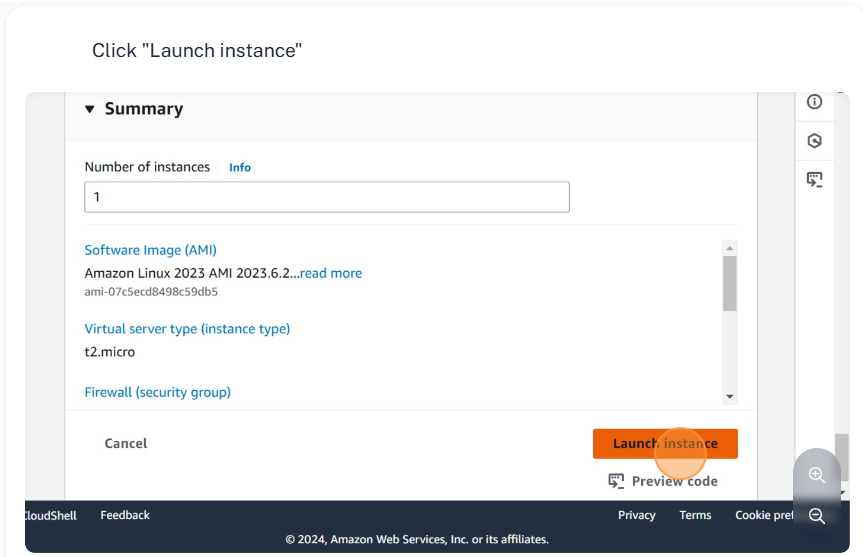 Click "Launch instance"
▼ Summary
Number of instances Info
1
Software Image (AMI)
Amazon Linux 2023 AMI 2023.6.2...read more
ami-07c5ecd8498c59db5
Virtual server type (instance type)
t2.micro
Firewall (security group)
Cancel
Launch instance
Preview code
CloudShell Feedback Privacy Terms Cookie pref
© 2024, Amazon Web Services, Inc. or its affiliates.